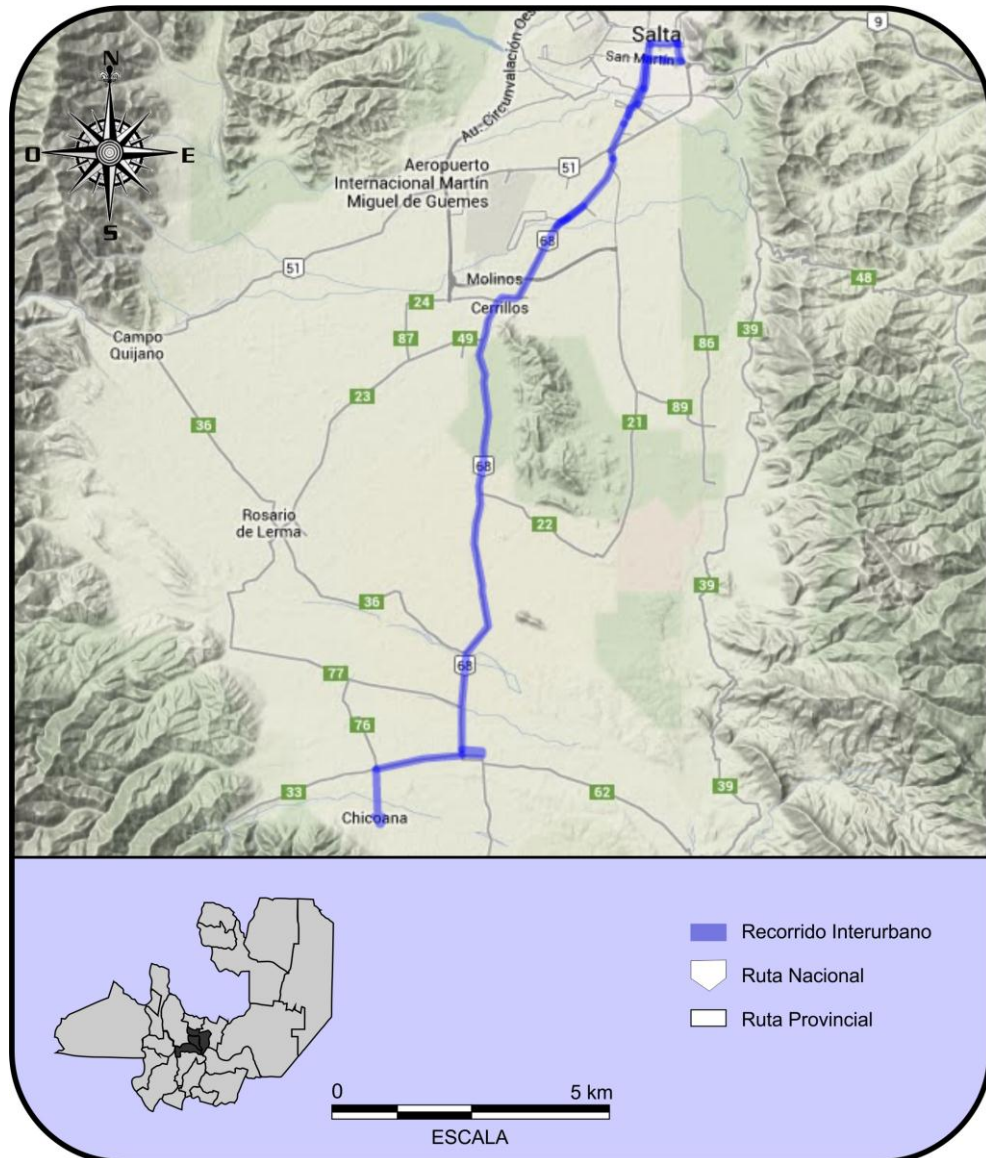 Salta
9
San Martín
Au. Circunvalación Oes
N
O
E
S
Aeropuerto
Internacional Martín
Miguel de Guemes
51
68
51
Molinos
48
24
Cerrillos
39
Campo
Quijano
87
49
86
23
89
36
21
68
Rosario
de Lerma
22
39
36
68
77
76
33
62
39
Chicoana
Recorrido Interurbano
Ruta Nacional
Ruta Provincial
0
5 km
ESCALA